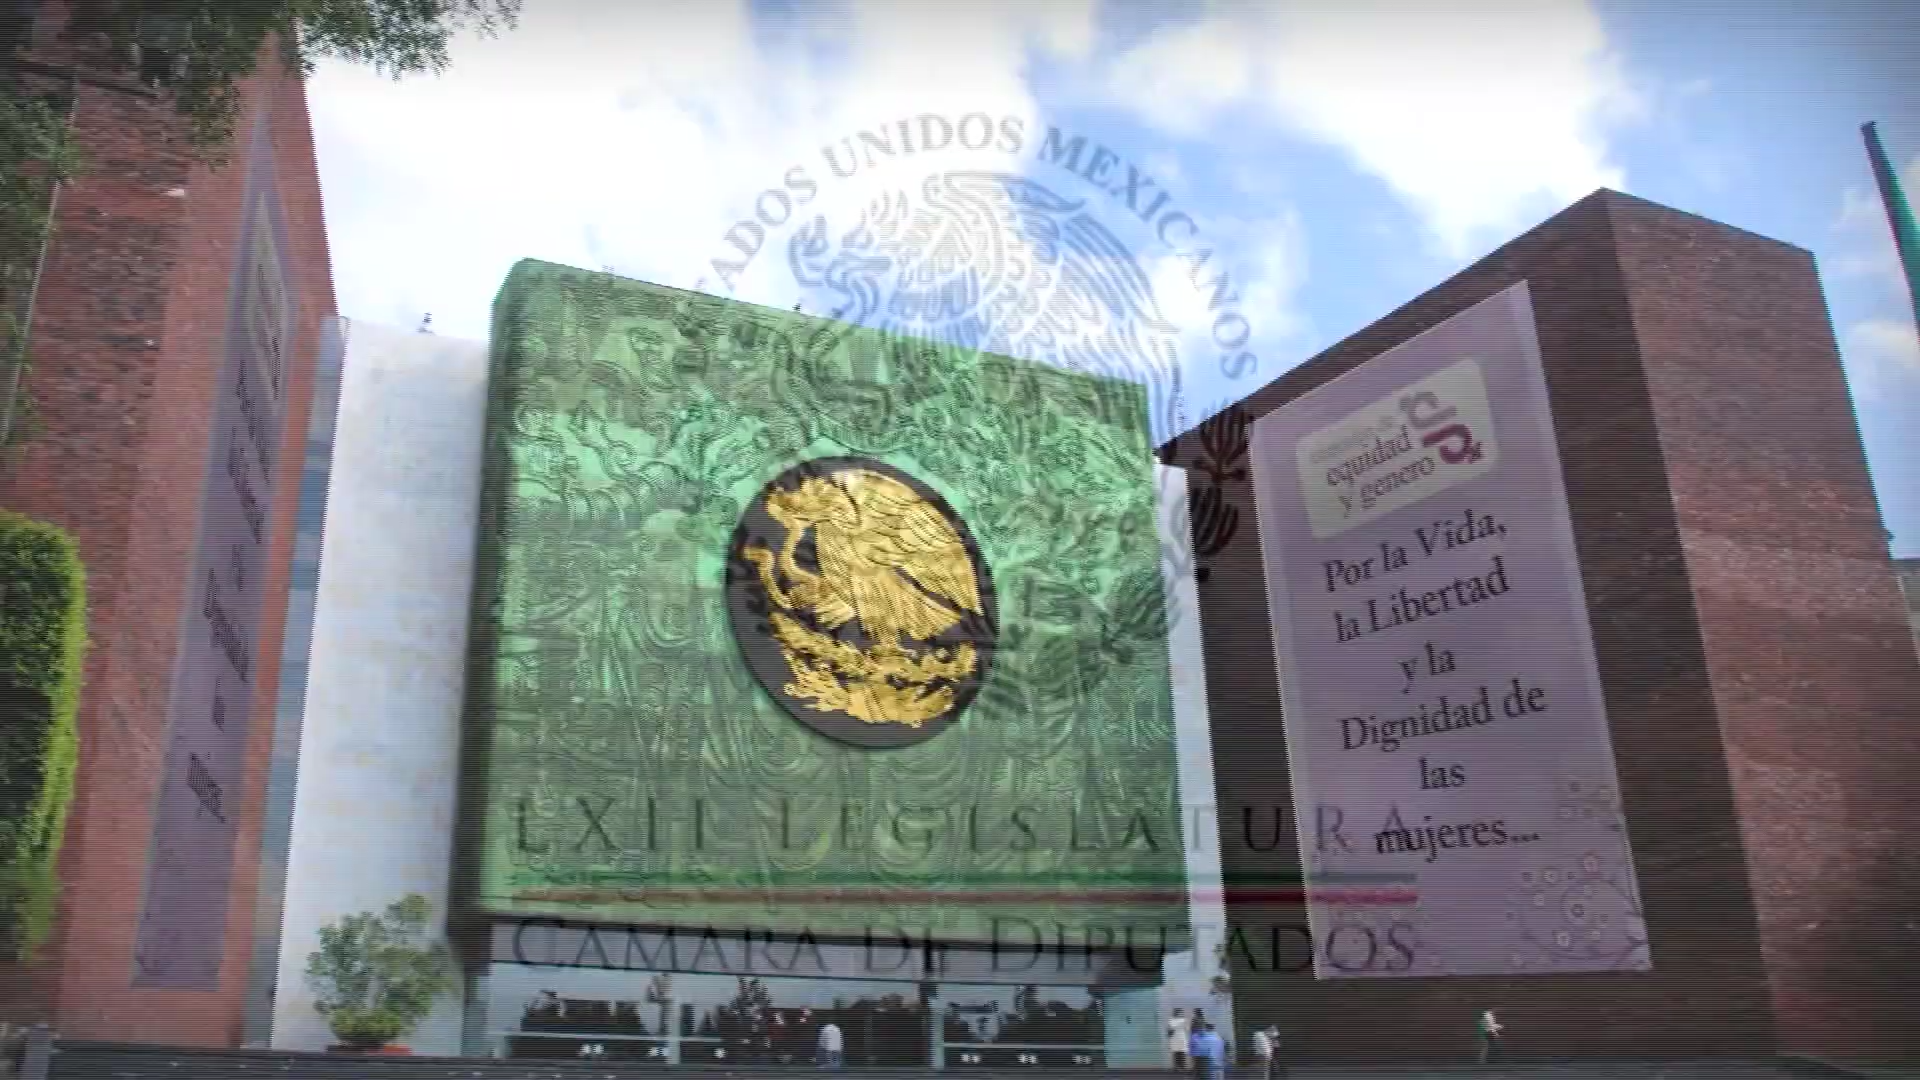 ESTADOS UNIDOS MEXICANOS
equidad
y genero
Por la Vida,
la Libertad
y la
Dignidad de
las
mujeres...
LXII LEGISLATURA
CÁMARA DE DIPUTADOS